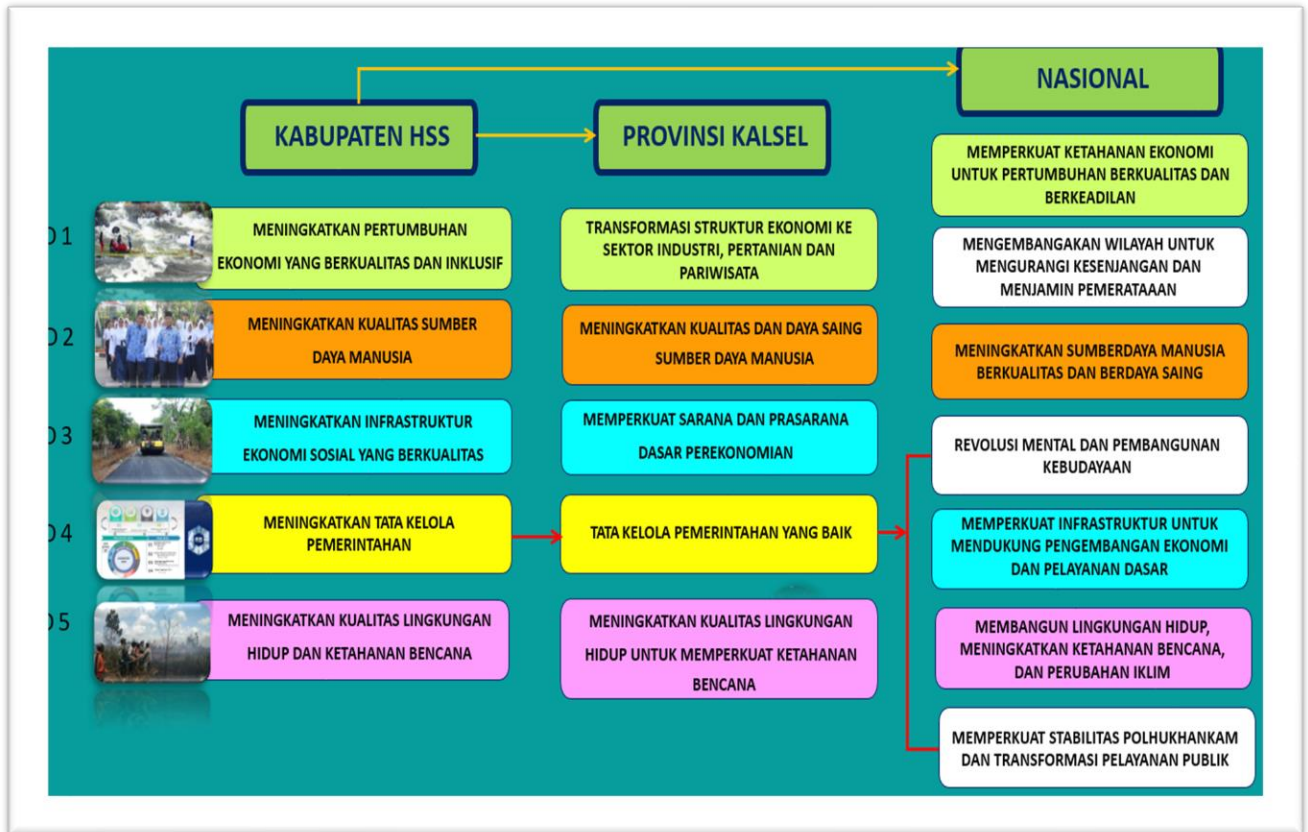 NASIONAL
KABUPATEN HSS
PROVINSI KALSEL
MEMPERKUAT KETAHANAN EKONOMI
UNTUK PERTUMBUHAN BERKUALITAS DAN
BERKEADILAN
01
MENINGKATKAN PERTUMBUHAN
EKONOMI YANG BERKUALITAS DAN INKLUSIF
TRANSFORMASI STRUKTUR EKONOMI KE
SEKTOR INDUSTRI, PERTANIAN DAN
PARIWISATA
MENGEMBANGAKAN WILAYAH UNTUK
MENGURANGI KESENJANGAN DAN
MENJAMIN PEMERATAAAN
02
MENINGKATKAN KUALITAS SUMBER
DAYA MANUSIA
MENINGKATKAN KUALITAS DAN DAYA SAING
SUMBER DAYA MANUSIA
MENINGKATKAN SUMBERDAYA MANUSIA
BERKUALITAS DAN BERDAYA SAING
03
MENINGKATKAN INFRASTRUKTUR
EKONOMI SOSIAL YANG BERKUALITAS
MEMPERKUAT SARANA DAN PRASARANA
DASAR PEREKONOMIAN
REVOLUSI MENTAL DAN PEMBANGUNAN
KEBUDAYAAN
04
MENINGKATKAN TATA KELOLA
PEMERINTAHAN
TATA KELOLA PEMERINTAHAN YANG BAIK
MEMPERKUAT INFRASTRUKTUR UNTUK
MENDUKUNG PENGEMBANGAN EKONOMI
DAN PELAYANAN DASAR
05
MENINGKATKAN KUALITAS LINGKUNGAN
HIDUP DAN KETAHANAN BENCANA
MENINGKATKAN KUALITAS LINGKUNGAN
HIDUP UNTUK MEMPERKUAT KETAHANAN
BENCANA
MEMBANGUN LINGKUNGAN HIDUP,
MENINGKATKAN KETAHANAN BENCANA,
DAN PERUBAHAN IKLIM
MEMPERKUAT STABILITAS POLHUKHANKAM
DAN TRANSFORMASI PELAYANAN PUBLIK